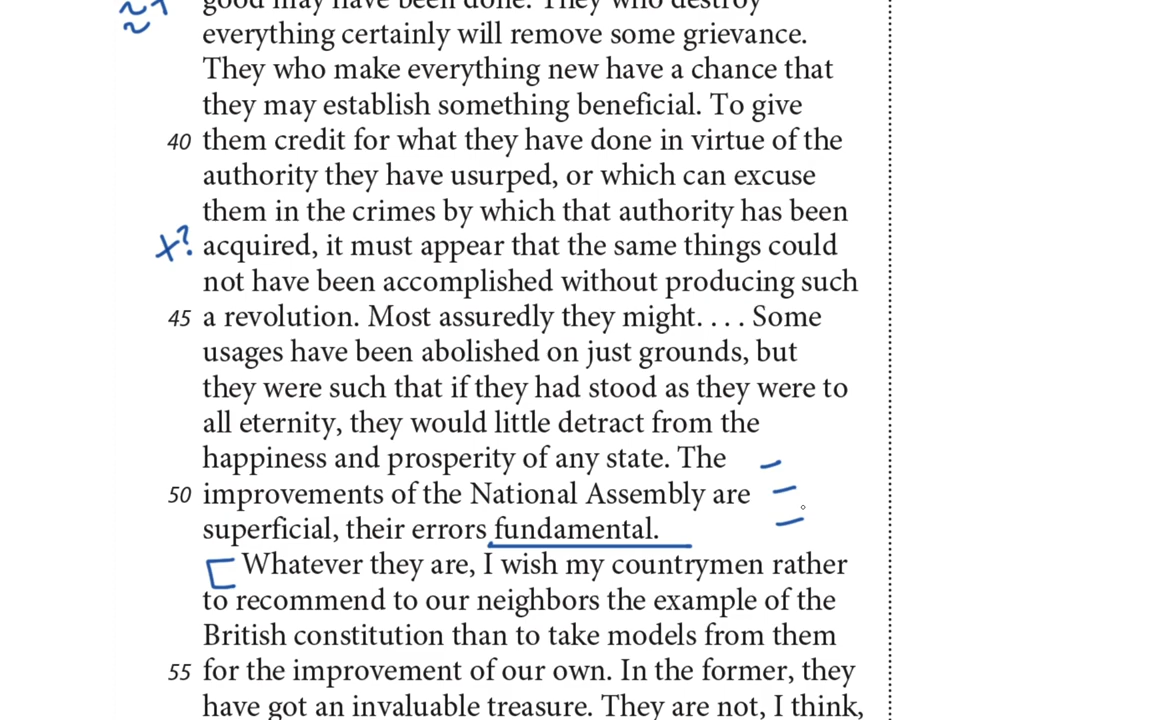 good may have been done. They who destroy
everything certainly will remove some grievance.
They who make everything new have a chance that
they may establish something beneficial. To give
40 them credit for what they have done in virtue of the
authority they have usurped, or which can excuse
them in the crimes by which that authority has been
x? acquired, it must appear that the same things could
not have been accomplished without producing such
45 a revolution. Most assuredly they might. . . . Some
usages have been abolished on just grounds, but
they were such that if they had stood as they were to
all eternity, they would little detract from the
happiness and prosperity of any state. The
50 improvements of the National Assembly are
superficial, their errors fundamental.
Whatever they are, I wish my countrymen rather
to recommend to our neighbors the example of the
British constitution than to take models from them
55 for the improvement of our own. In the former, they
have got an invaluable treasure. They are not, I think,